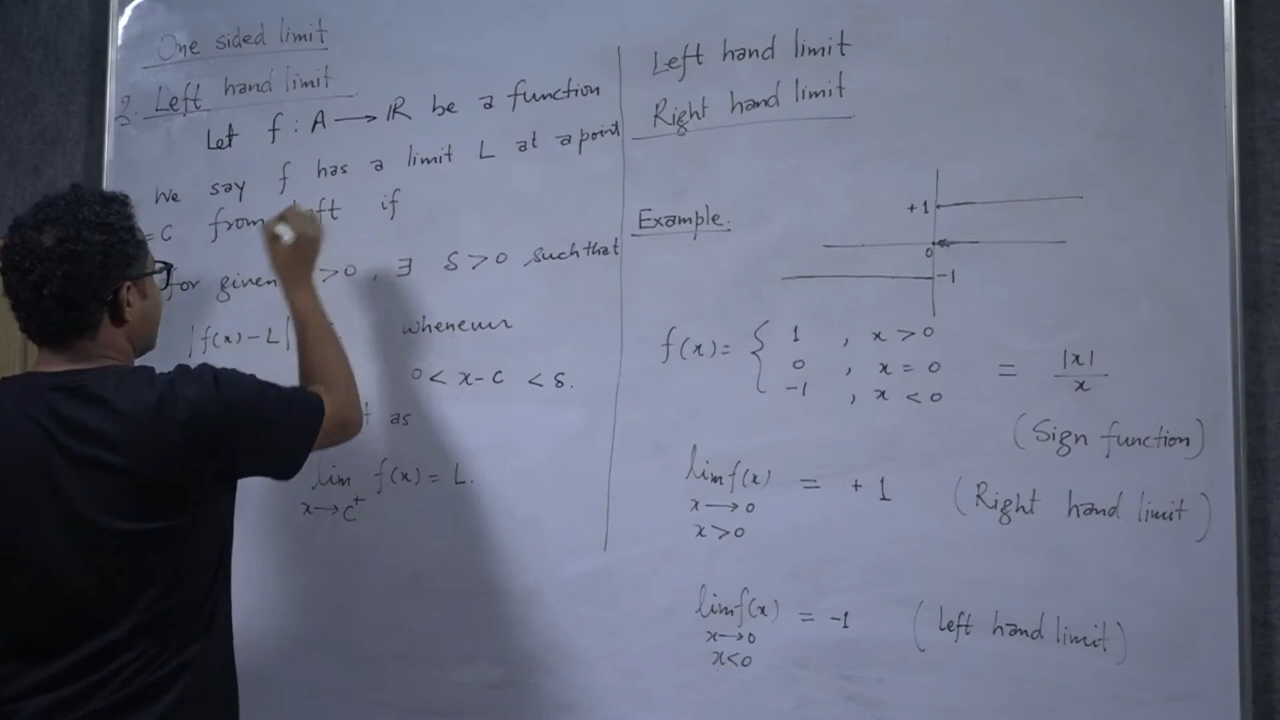 One sided limit
2. Left hand limit
Let f : A ⟶ ℝ be a function
We say f has a limit L at a point
= c from left if
For given >0 , ∃ δ>0 such that
|f(x)-L| whenever
0 < x-c < δ.
as
lim f(x) = L.
x→c⁺
Left hand limit
Right hand limit
Example.
+1
0
-1
f(x) = { 1 , x > 0
0 , x = 0 = |x|/x
-1 , x < 0
(Sign function)
lim f(x) = +1 (Right hand limit)
x→0
x>0
lim f(x) = -1 (Left hand limit)
x→0
x<0